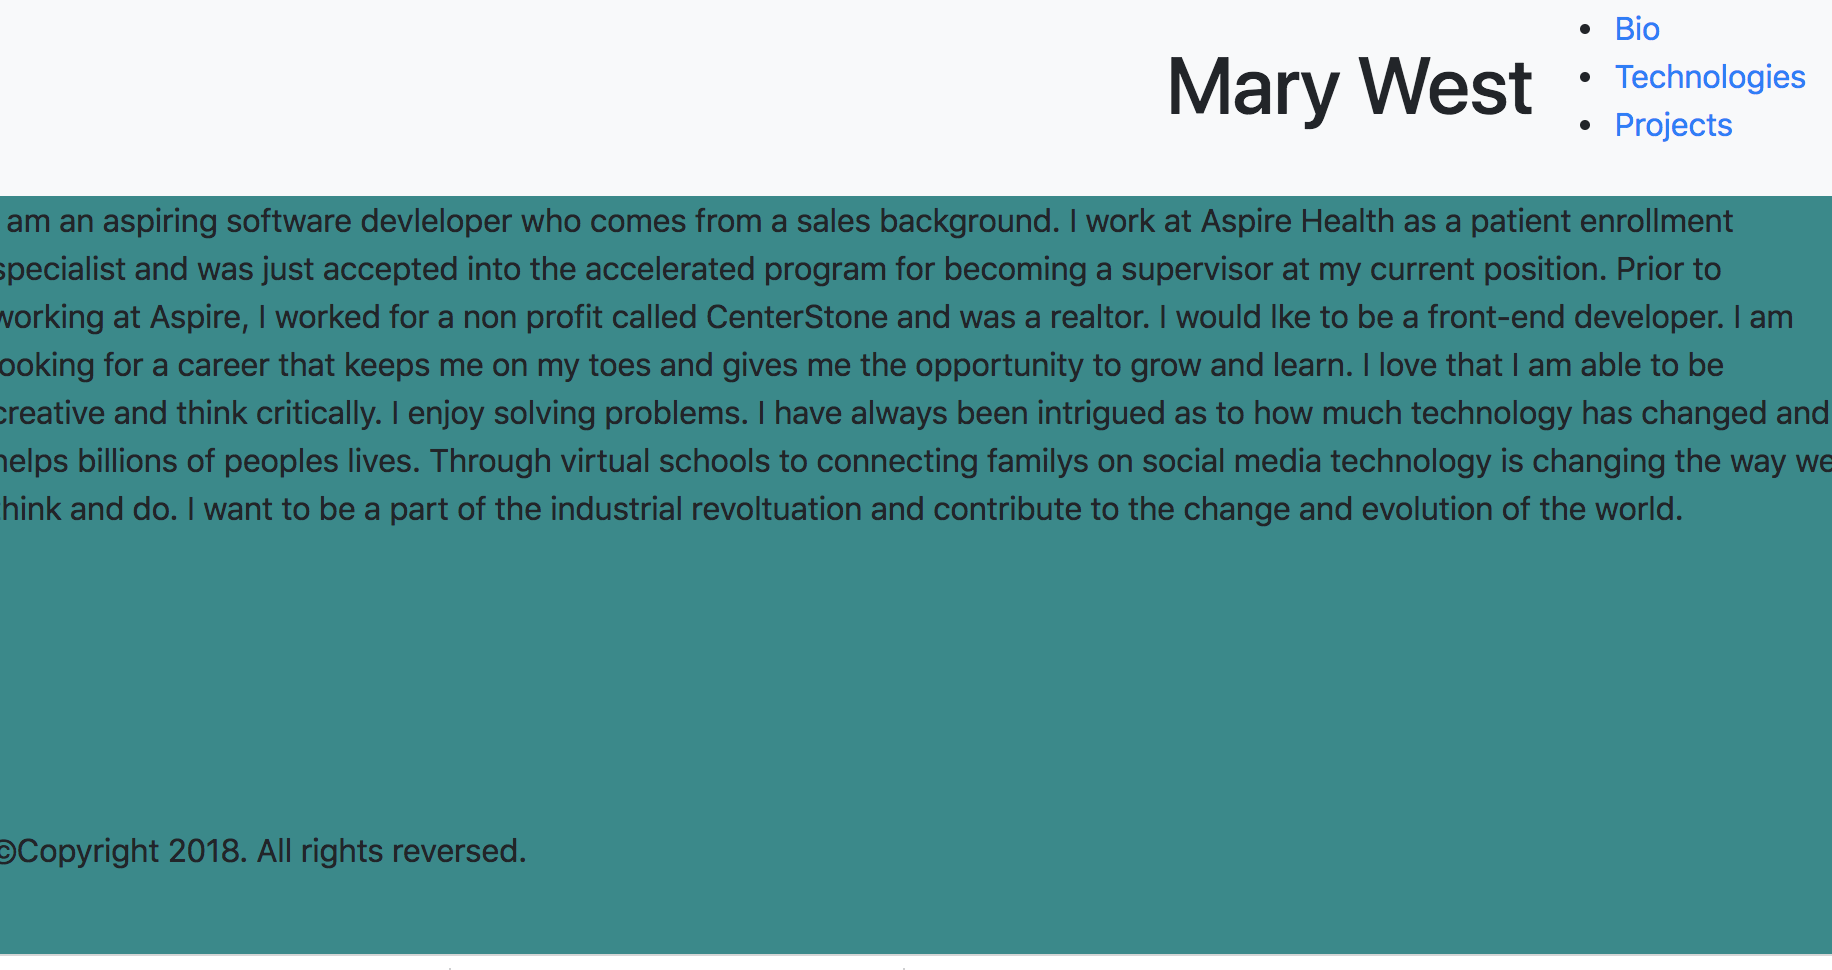 Mary West
Bio
Technologies
Projects
am an aspiring software devleloper who comes from a sales background. I work at Aspire Health as a patient enrollment
specialist and was just accepted into the accelerated program for becoming a supervisor at my current position. Prior to
working at Aspire, I worked for a non profit called CenterStone and was a realtor. I would lke to be a front-end developer. I am
looking for a career that keeps me on my toes and gives me the opportunity to grow and learn. I love that I am able to be
creative and think critically. I enjoy solving problems. I have always been intrigued as to how much technology has changed and
helps billions of peoples lives. Through virtual schools to connecting familys on social media technology is changing the way we
think and do. I want to be a part of the industrial revoltuation and contribute to the change and evolution of the world.
©Copyright 2018. All rights reversed.